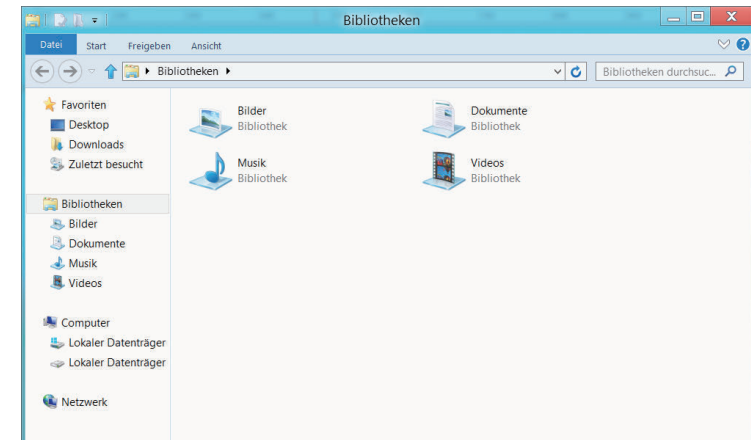 Bibliotheken
Datei Start Freigeben Ansicht
Bibliotheken
Bibliotheken durchsuc...
Favoriten
Desktop
Downloads
Zuletzt besucht
Bibliotheken
Bilder
Dokumente
Musik
Videos
Computer
Lokaler Datenträger
Lokaler Datenträger
Netzwerk
Bilder
Bibliothek
Dokumente
Bibliothek
Musik
Bibliothek
Videos
Bibliothek